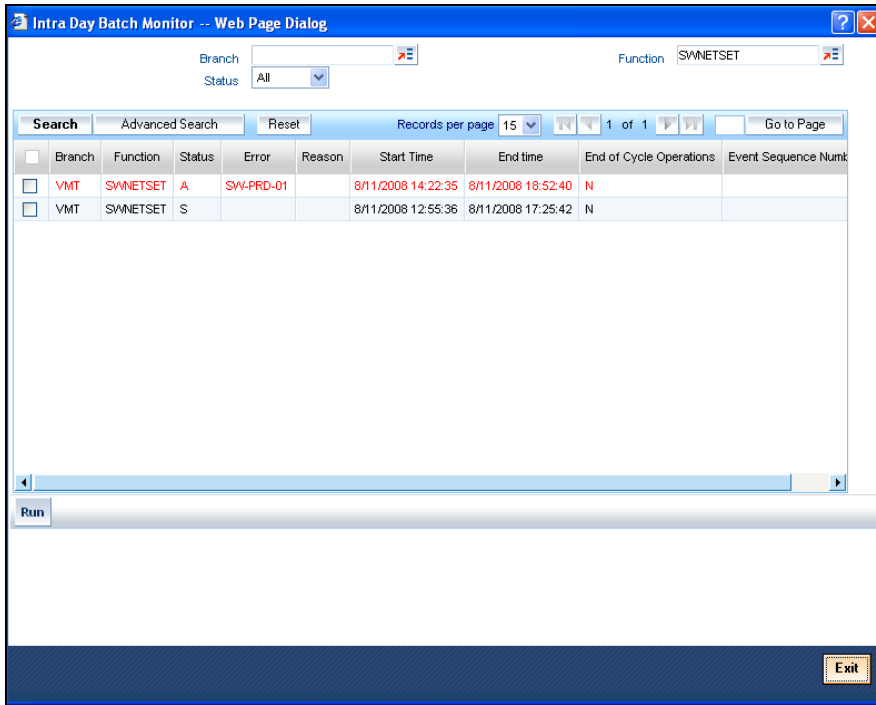 Intra Day Batch Monitor -- Web Page Dialog
Branch Function SWNETSET
Status All
Search Advanced Search Reset Records per page 15 1 of 1 Go to Page
Branch Function Status Error Reason Start Time End time End of Cycle Operations Event Sequence Numb
VMT SWNETSET A SW-PRD-01 8/11/2008 14:22:35 8/11/2008 18:52:40 N
VMT SWNETSET S 8/11/2008 12:55:36 8/11/2008 17:25:42 N
Run
Exit